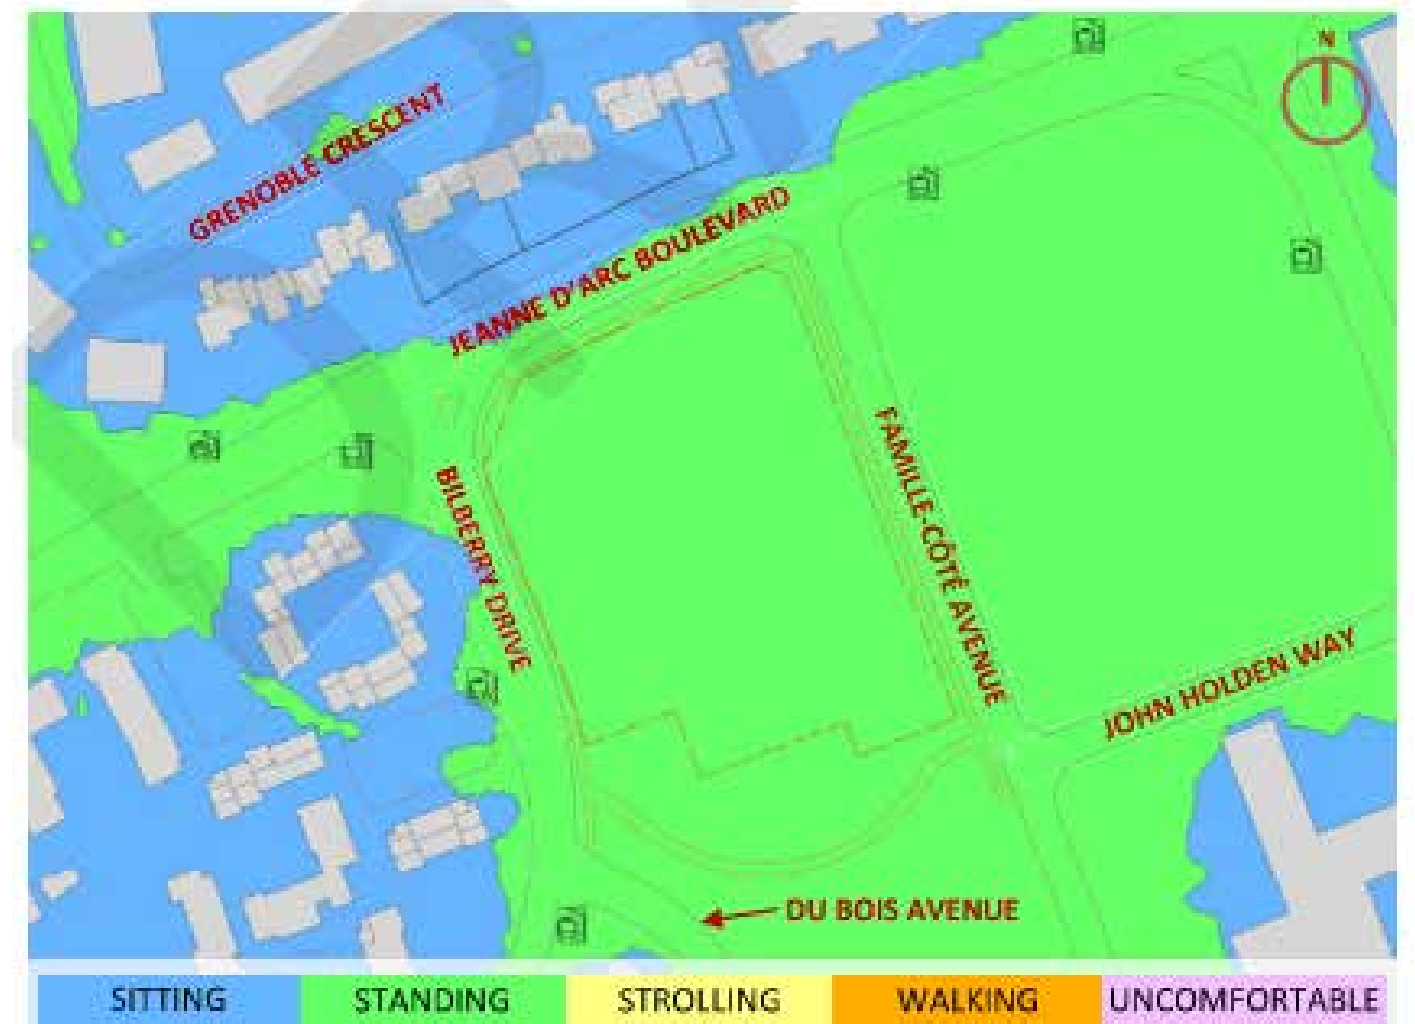 N
GRENOBLE CRESCENT
JEANNE D'ARC BOULEVARD
BILBERRY DRIVE
FAMILLE-CÔTÉ AVENUE
JOHN HOLDEN WAY
DU BOIS AVENUE
SITTING
STANDING
STROLLING
WALKING
UNCOMFORTABLE